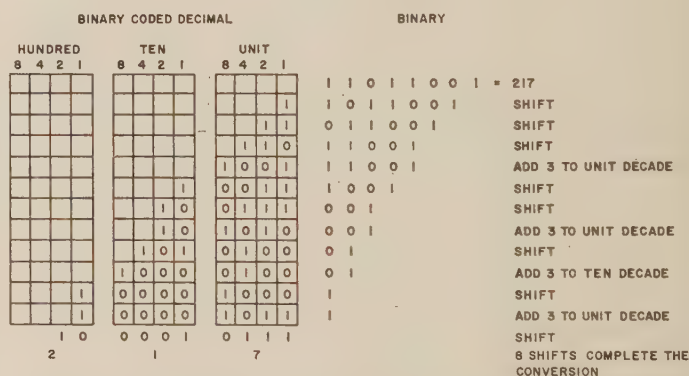 BINARY CODED DECIMAL BINARY
HUNDRED TEN UNIT
8 4 2 1 8 4 2 1 8 4 2 1
1 1 0 1 1 0 0 1 = 217
1 1 0 1 1 0 0 1 SHIFT
1 1 0 1 1 0 0 1 SHIFT
1 1 0 1 1 0 0 1 SHIFT
1 0 0 1 1 1 0 0 1 ADD 3 TO UNIT DECADE
1 0 0 1 1 1 0 0 1 SHIFT
1 0 0 1 1 1 0 0 1 SHIFT
1 0 1 0 1 0 0 0 1 ADD 3 TO UNIT DECADE
1 0 1 0 1 0 0 0 1 SHIFT
1 0 0 0 0 1 0 0 0 1 ADD 3 TO TEN DECADE
1 0 0 0 0 1 0 0 0 1 SHIFT
1 0 0 0 0 1 0 1 1 1 ADD 3 TO UNIT DECADE
1 0 0 0 0 1 0 1 1 1 SHIFT
2 1 7 8 SHIFTS COMPLETE THE
CONVERSION